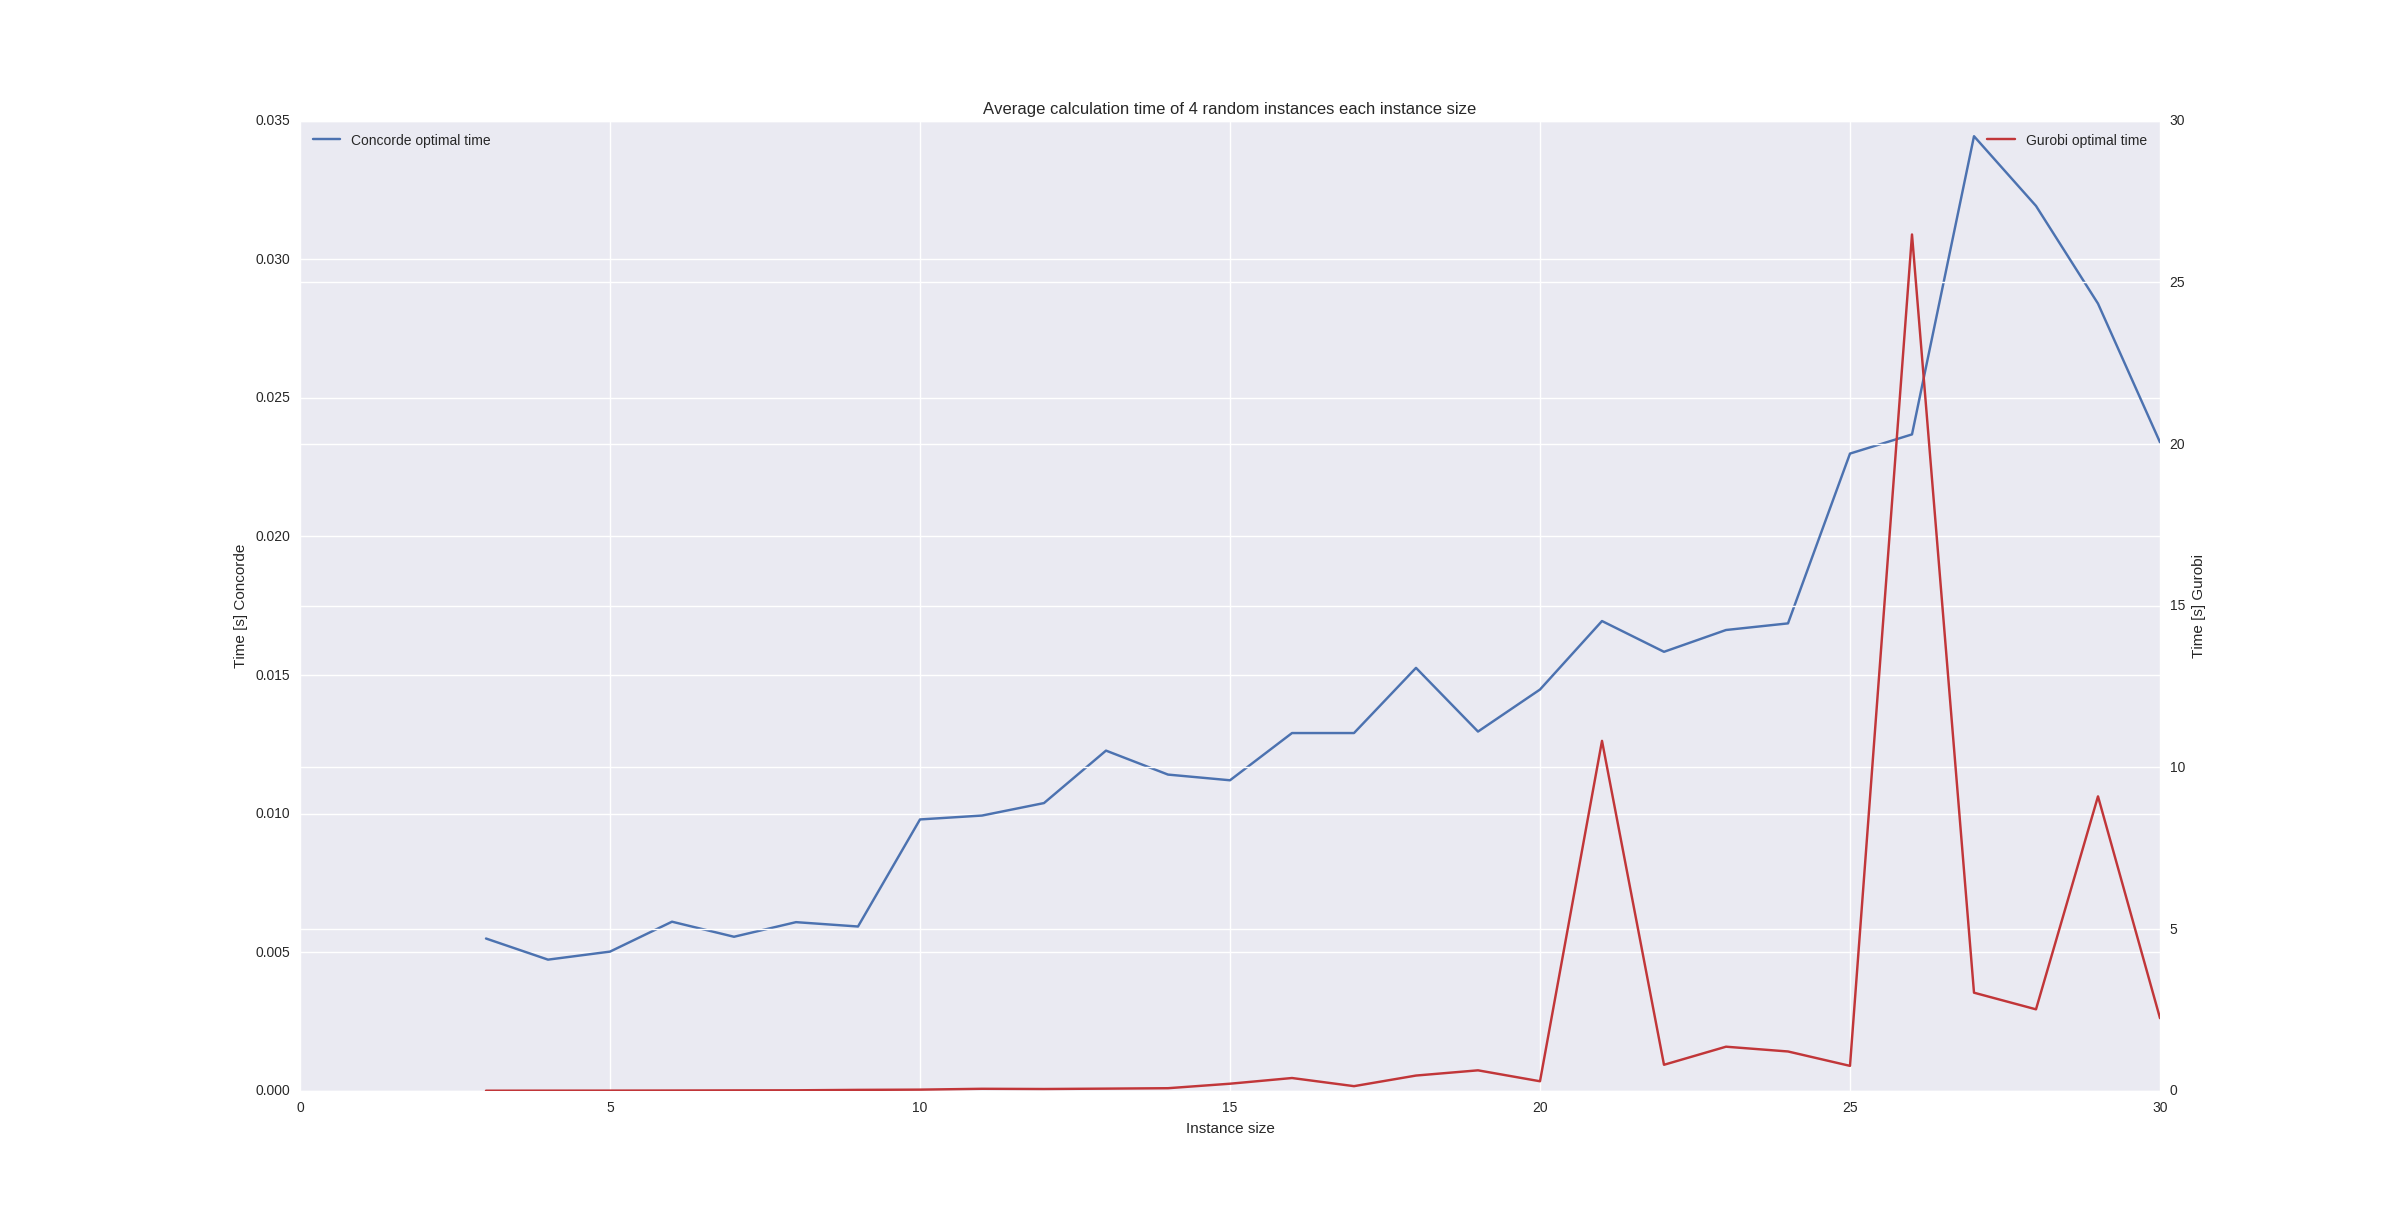 Average calculation time of 4 random instances each instance size
Concorde optimal time
Gurobi optimal time
0.035
0.030
0.025
0.020
0.015
0.010
0.005
0.000
Time [s] Concorde
30
25
20
15
10
5
0
Time [s] Gurobi
0 5 10 15 20 25 30
Instance size